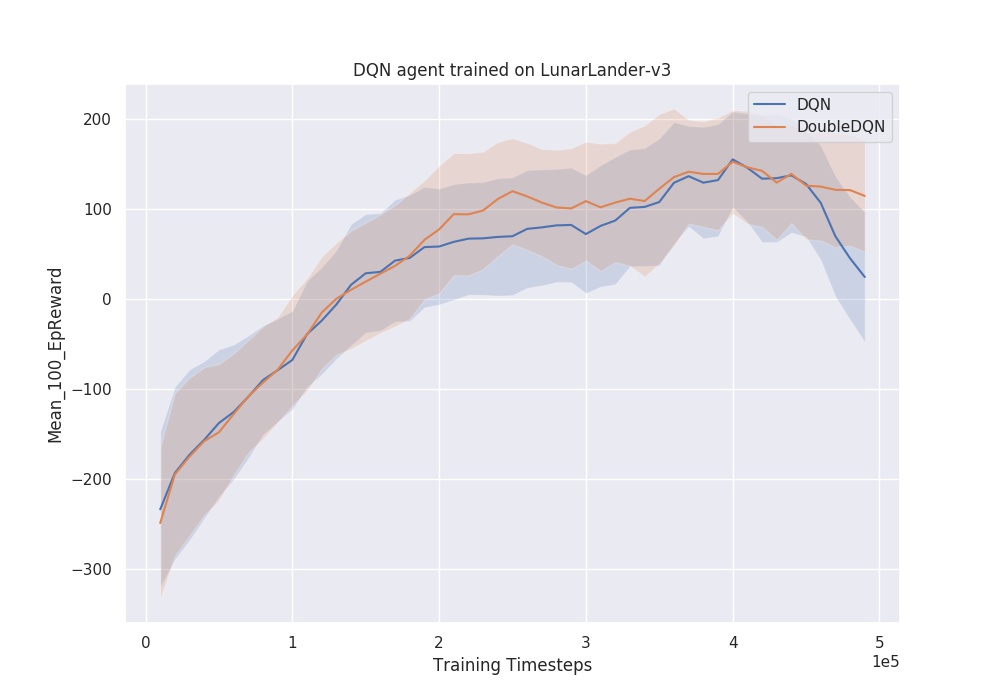 DQN agent trained on LunarLander-v3
DQN
DoubleDQN
Mean_100_EpReward
200
100
0
−100
−200
−300
0 1 2 3 4 5
1e5
Training Timesteps